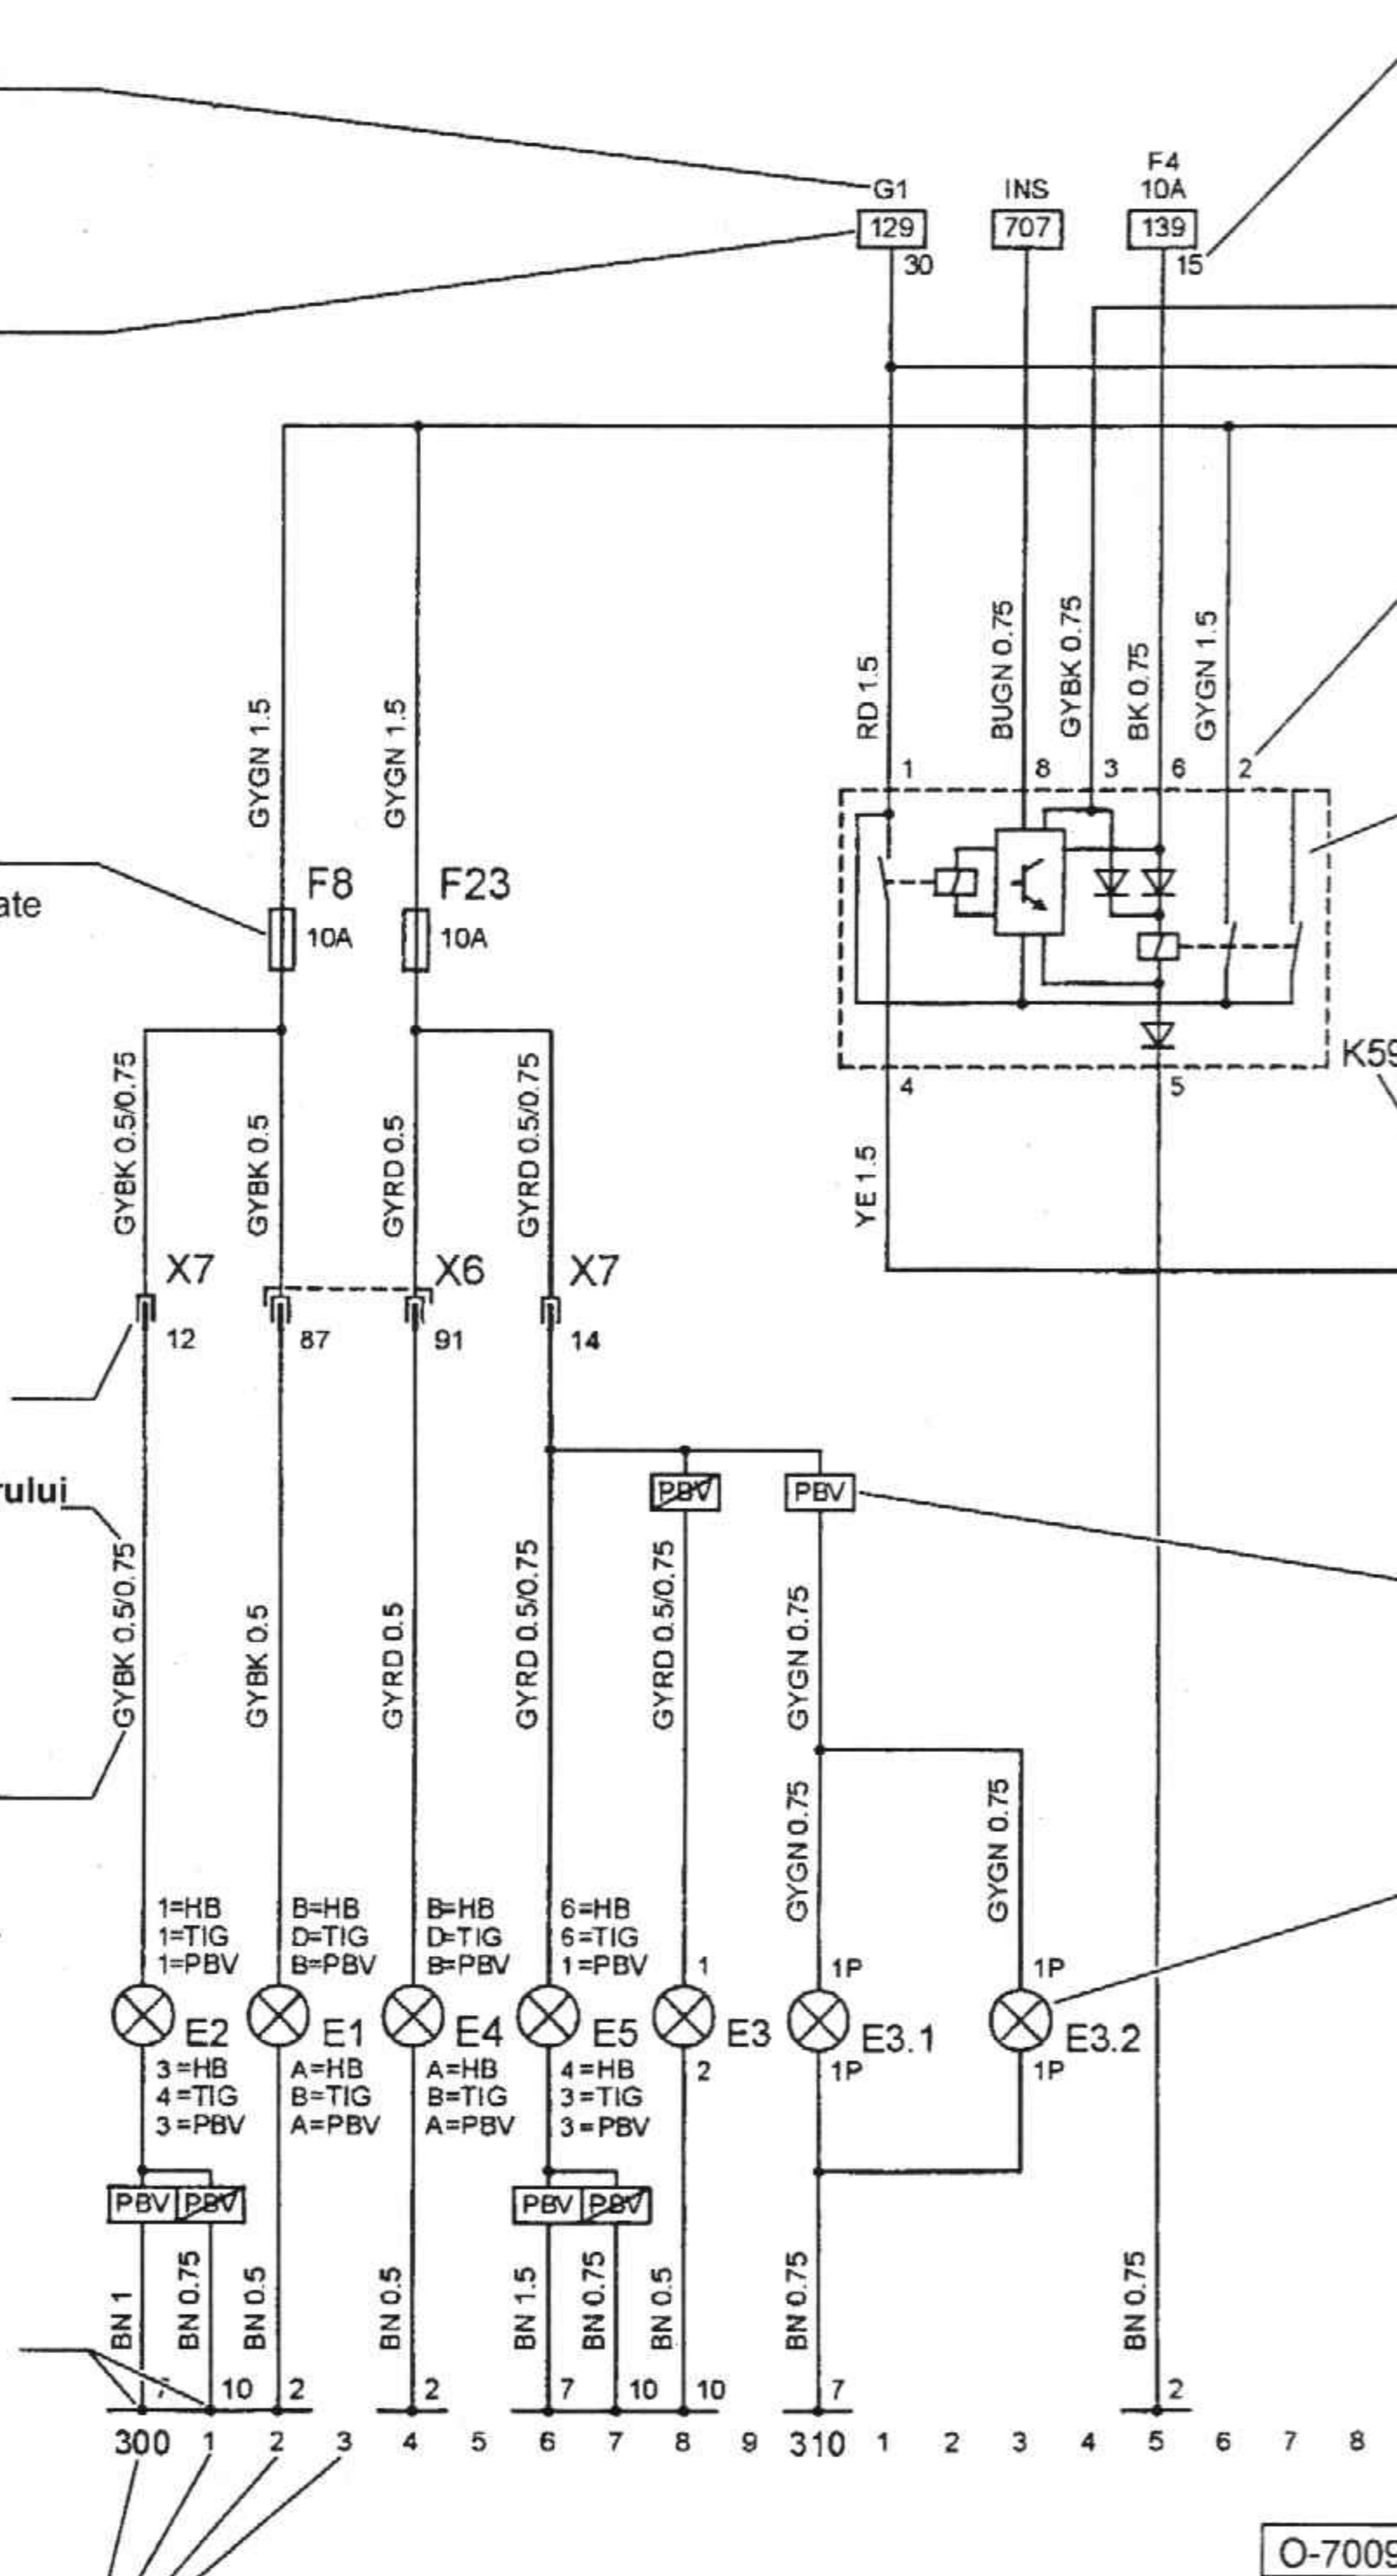 F4
G1 INS 10A
129 707 139
30 15
RD 1.5
BUGN 0.75
GYBK 0.75
BK 0.75
GYGN 1.5
GYGN 1.5
GYGN 1.5
1 8 3 6 2
F8 F23
ate
10A 10A
K59
4 5
GYBK 0.5/0.75
GYBK 0.5
GYRD 0.5
GYRD 0.5/0.75
YE 1.5
X7 X6 X7
12 87 91 14
rului
PBV PBV
GYBK 0.5/0.75
GYBK 0.5
GYRD 0.5
GYRD 0.5/0.75
GYRD 0.5/0.75
GYGN 0.75
GYGN 0.75
GYGN 0.75
1=HB B=HB B=HB 6=HB
1=TIG D=TIG D=TIG 6=TIG
1=PBV B=PBV B=PBV 1=PBV 1 1P 1P
E2 E1 E4 E5 E3 E3.1 E3.2
3=HB A=HB A=HB 4=HB 2 1P 1P
4=TIG B=TIG B=TIG 3=TIG
3=PBV A=PBV A=PBV 3=PBV
PBV PBV PBV PBV
BN 1
BN 0.75
BN 0.5
BN 0.5
BN 1.5
BN 0.75
BN 0.5
BN 0.75
BN 0.75
10 2 2 7 10 10 7 2
300 1 2 3 4 5 6 7 8 9 310 1 2 3 4 5 6 7 8
O-7009